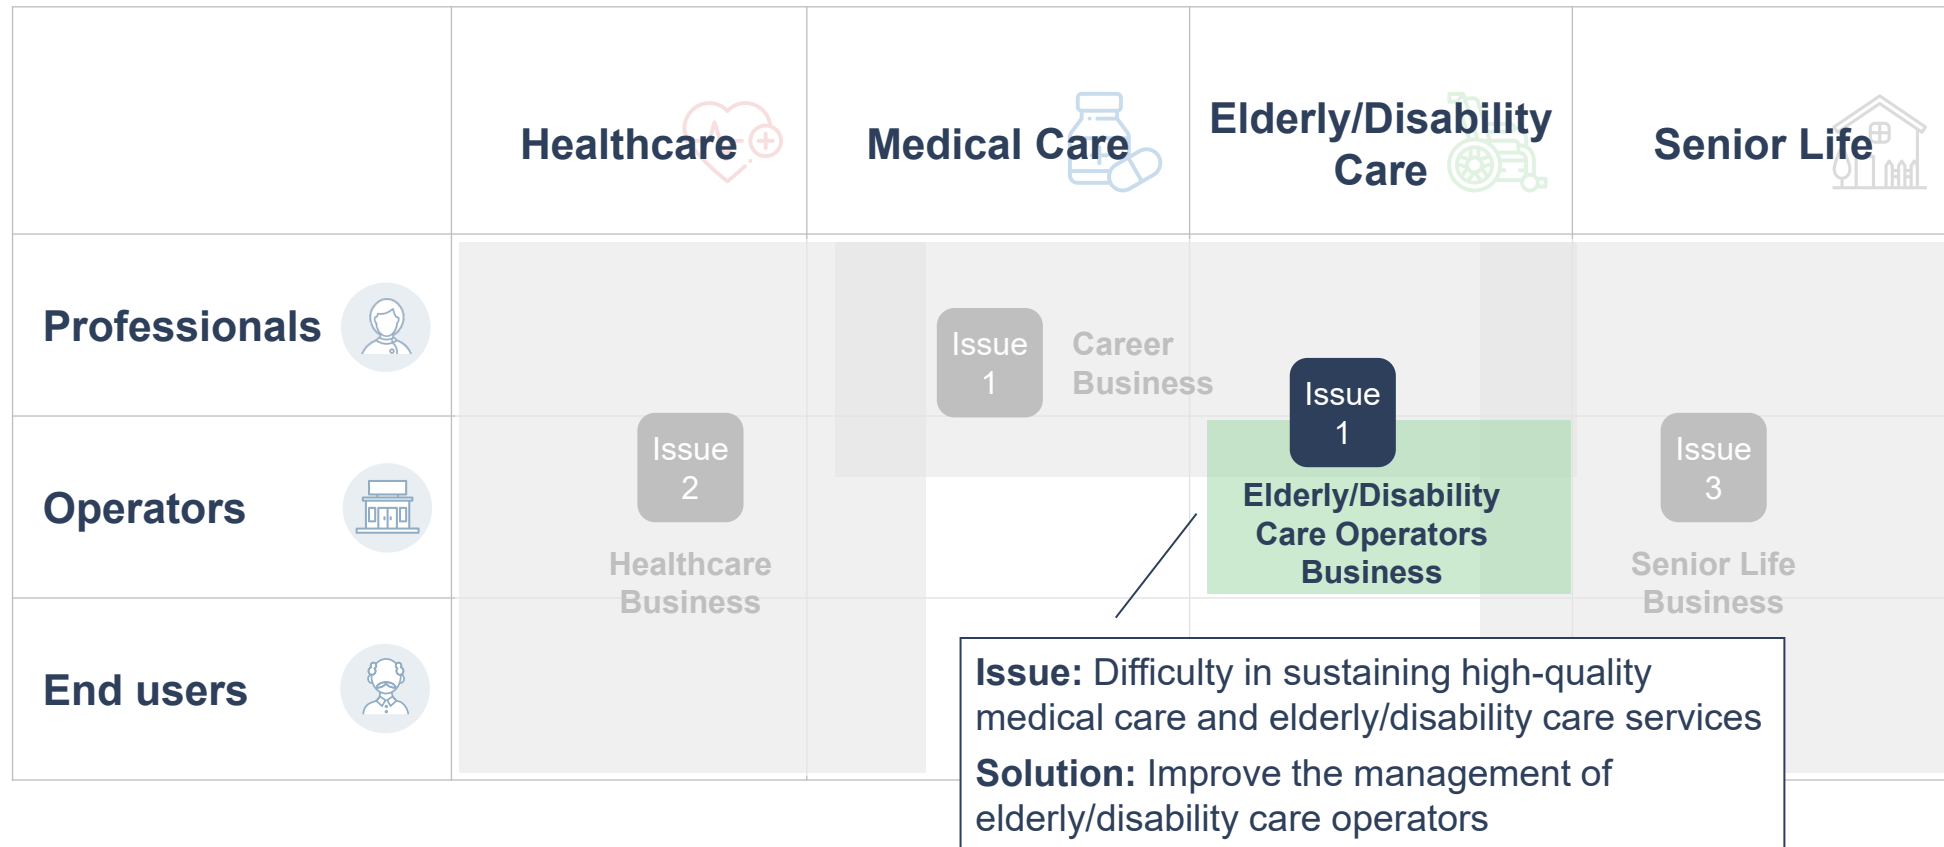 Healthcare
Medical Care
Elderly/Disability
Care
Senior Life
Professionals
Issue
1
Career
Business
Issue
1
Operators
Issue
2
Healthcare
Business
Elderly/Disability
Care Operators
Business
Issue
3
Senior Life
Business
End users
Issue: Difficulty in sustaining high-quality
medical care and elderly/disability care services
Solution: Improve the management of
elderly/disability care operators